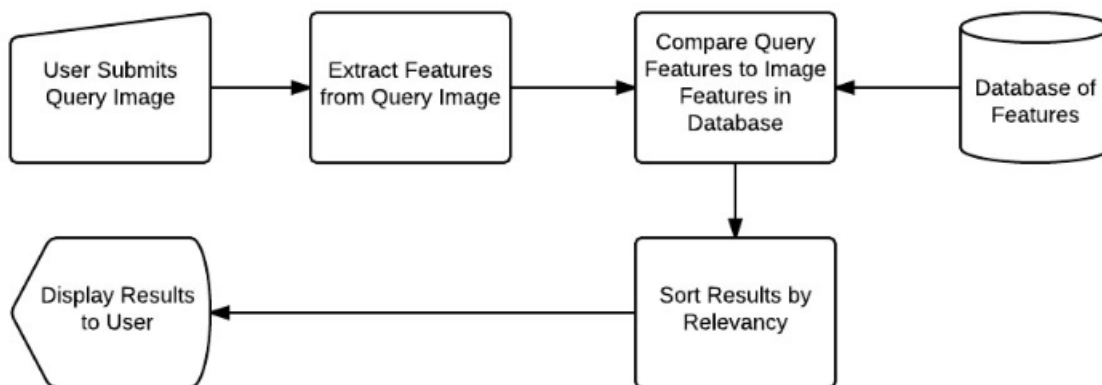 User Submits
Query Image
Extract Features
from Query Image
Compare Query
Features to Image
Features in
Database
Database of
Features
Display Results
to User
Sort Results by
Relevancy